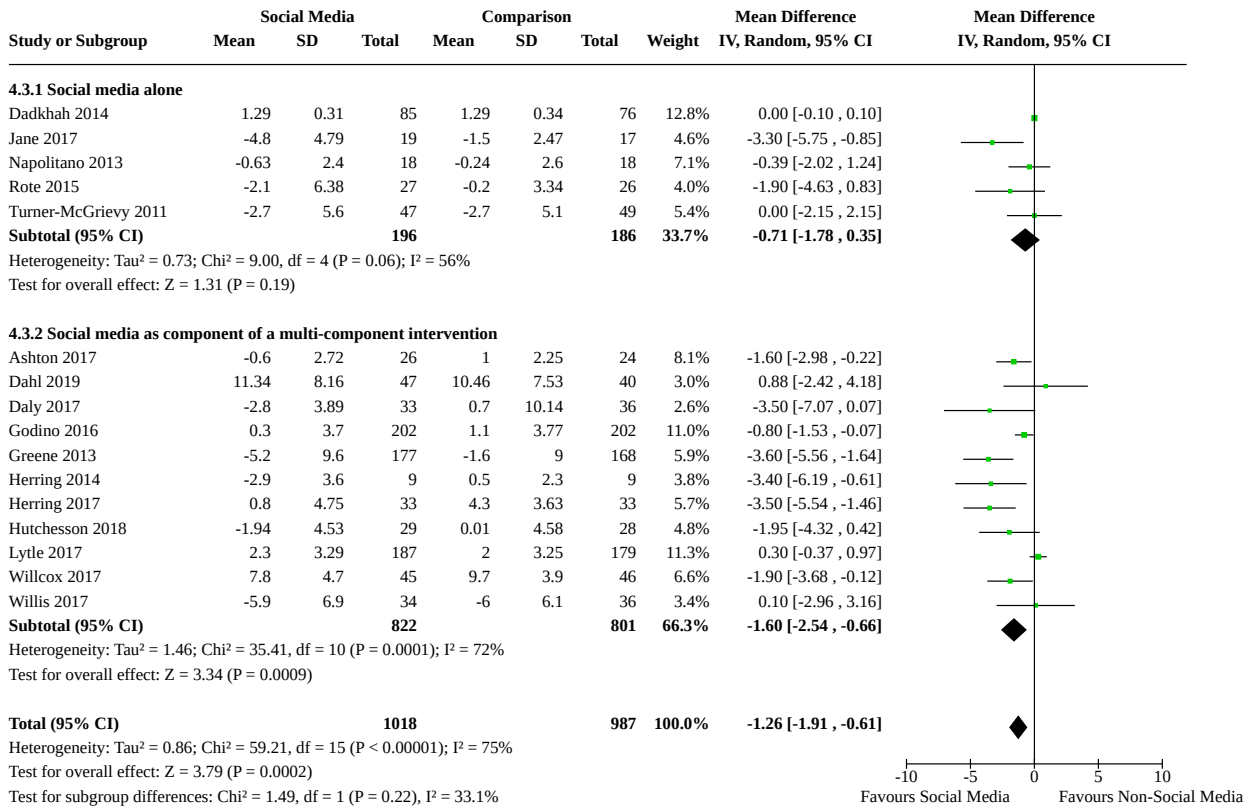 Social Media Comparison Mean Difference Mean Difference
Study or Subgroup Mean SD Total Mean SD Total Weight IV, Random, 95% CI IV, Random, 95% CI
4.3.1 Social media alone
Dadkhah 2014 1.29 0.31 85 1.29 0.34 76 12.8% 0.00 [-0.10 , 0.10]
Jane 2017 -4.8 4.79 19 -1.5 2.47 17 4.6% -3.30 [-5.75 , -0.85]
Napolitano 2013 -0.63 2.4 18 -0.24 2.6 18 7.1% -0.39 [-2.02 , 1.24]
Rote 2015 -2.1 6.38 27 -0.2 3.34 26 4.0% -1.90 [-4.63 , 0.83]
Turner-McGrievy 2011 -2.7 5.6 47 -2.7 5.1 49 5.4% 0.00 [-2.15 , 2.15]
Subtotal (95% CI) 196 186 33.7% -0.71 [-1.78 , 0.35]
Heterogeneity: Tau² = 0.73; Chi² = 9.00, df = 4 (P = 0.06); I² = 56%
Test for overall effect: Z = 1.31 (P = 0.19)
4.3.2 Social media as component of a multi-component intervention
Ashton 2017 -0.6 2.72 26 1 2.25 24 8.1% -1.60 [-2.98 , -0.22]
Dahl 2019 11.34 8.16 47 10.46 7.53 40 3.0% 0.88 [-2.42 , 4.18]
Daly 2017 -2.8 3.89 33 0.7 10.14 36 2.6% -3.50 [-7.07 , 0.07]
Godino 2016 0.3 3.7 202 1.1 3.77 202 11.0% -0.80 [-1.53 , -0.07]
Greene 2013 -5.2 9.6 177 -1.6 9 168 5.9% -3.60 [-5.56 , -1.64]
Herring 2014 -2.9 3.6 9 0.5 2.3 9 3.8% -3.40 [-6.19 , -0.61]
Herring 2017 0.8 4.75 33 4.3 3.63 33 5.7% -3.50 [-5.54 , -1.46]
Hutchesson 2018 -1.94 4.53 29 0.01 4.58 28 4.8% -1.95 [-4.32 , 0.42]
Lytle 2017 2.3 3.29 187 2 3.25 179 11.3% 0.30 [-0.37 , 0.97]
Willcox 2017 7.8 4.7 45 9.7 3.9 46 6.6% -1.90 [-3.68 , -0.12]
Willis 2017 -5.9 6.9 34 -6 6.1 36 3.4% 0.10 [-2.96 , 3.16]
Subtotal (95% CI) 822 801 66.3% -1.60 [-2.54 , -0.66]
Heterogeneity: Tau² = 1.46; Chi² = 35.41, df = 10 (P = 0.0001); I² = 72%
Test for overall effect: Z = 3.34 (P = 0.0009)
Total (95% CI) 1018 987 100.0% -1.26 [-1.91 , -0.61]
Heterogeneity: Tau² = 0.86; Chi² = 59.21, df = 15 (P < 0.00001); I² = 75%
Test for overall effect: Z = 3.79 (P = 0.0002)
Test for subgroup differences: Chi² = 1.49, df = 1 (P = 0.22), I² = 33.1%
-10 -5 0 5 10
Favours Social Media Favours Non-Social Media